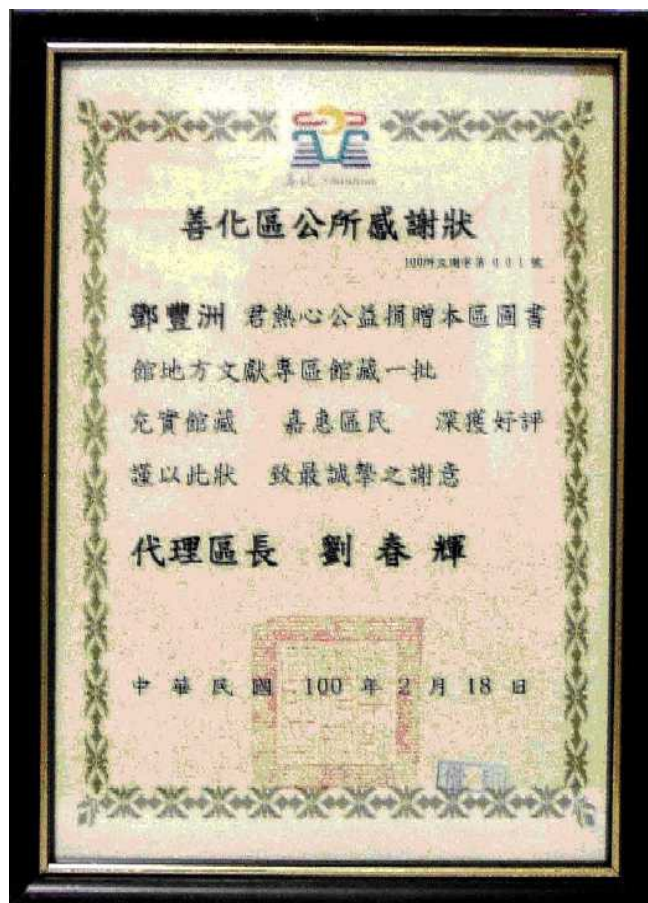 善化
善化區公所感謝狀
鄧豐洲 君熱心公益捐贈本區圖書
館地方文獻專區館藏一批
充實館藏 嘉惠區民 深獲好評
謹以此狀 致最誠摯之謝意
代理區長 劉春輝
中華民國 100 年 2 月 18 日